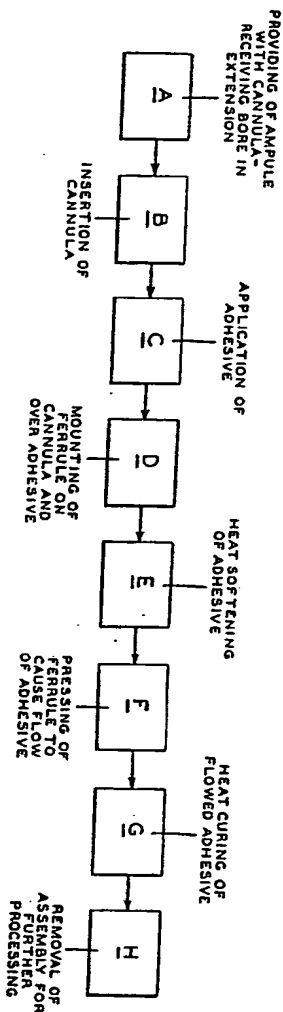 PROVIDING OF AMPULE
WITH CANNULA-
RECEIVING BORE IN
EXTENSION
A
INSERTION OF
CANNULA
B
APPLICATION OF
ADHESIVE
C
MOUNTING OF
FERRULE ON
CANNULA AND
OVER ADHESIVE
D
HEAT SOFTENING
OF ADHESIVE
E
PRESSING OF
FERRULE TO
CAUSE FLOW
OF ADHESIVE
F
HEAT CURING OF
FLOWED ADHESIVE
G
REMOVAL OF
ASSEMBLY FOR
FURTHER
PROCESSING
H